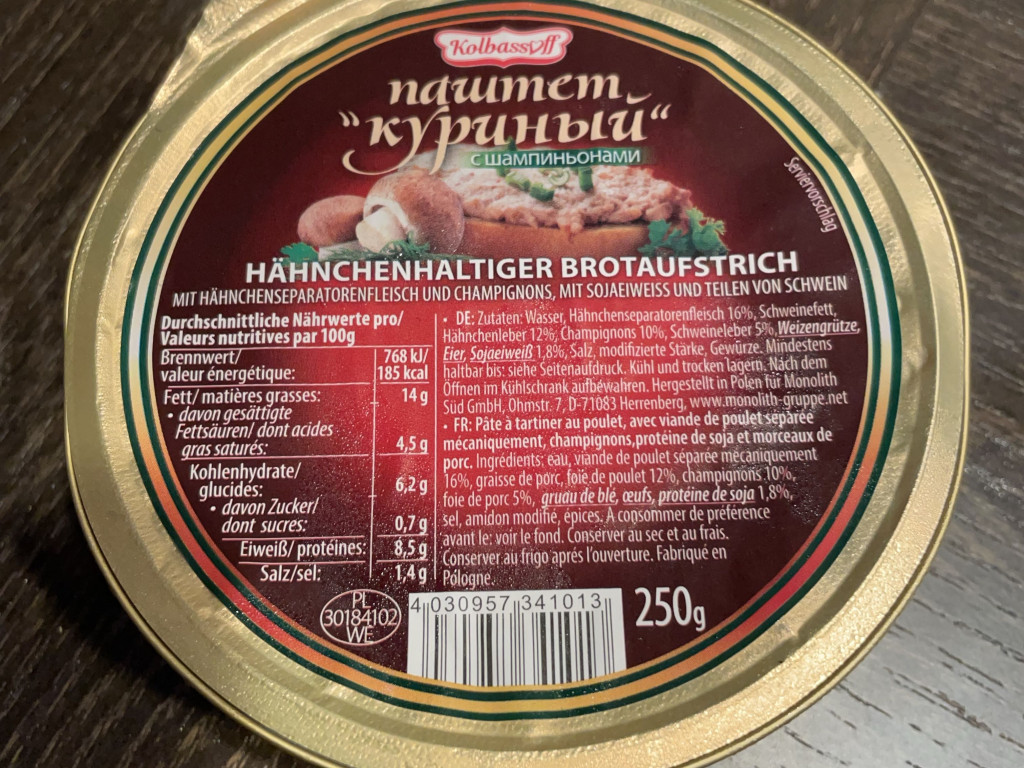 Kolbassoff
паштет
"куриный"
с шампиньонами
Serviervorschlag
HÄHNCHENHALTIGER BROTAUFSTRICH
MIT HÄHNCHENSEPARATORENFLEISCH UND CHAMPIGNONS, MIT SOJAEIWEISS UND TEILEN VON SCHWEIN
Durchschnittliche Nährwerte pro/
Valeurs nutritives par 100g
Brennwert/ 768 kJ/
valeur énergétique: 185 kcal
Fett/ matières grasses: 14 g
• davon gesättigte
Fettsäuren/ dont acides
gras saturés: 4,5 g
Kohlenhydrate/
glucides: 6,2 g
• davon Zucker/
dont sucres: 0,7 g
Eiweiß/ protéines: 8,5 g
Salz/sel: 1,4 g
• DE: Zutaten: Wasser, Hähnchenseparatorenfleisch 16%, Schweinefett,
Hähnchenleber 12%, Champignons 10%, Schweineleber 5%, Weizengrütze,
Eier, Sojaeiweiß 1,8%, Salz, modifizierte Stärke, Gewürze. Mindestens
haltbar bis: siehe Seitenaufdruck. Kühl und trocken lagern. Nach dem
Öffnen im Kühlschrank aufbewahren. Hergestellt in Polen für Monolith
Süd GmbH, Ohmstr. 7, D-71083 Herrenberg, www.monolith-gruppe.net
• FR: Pâte à tartiner au poulet, avec viande de poulet séparée
mécaniquement, champignons, protéine de soja et morceaux de
porc. Ingrédients: eau, viande de poulet séparée mécaniquement
16%, graisse de porc, foie de poulet 12%, champignons 10%,
foie de porc 5%, gruau de blé, œufs, protéine de soja 1,8%,
sel, amidon modifié, épices. A consommer de préférence
avant le: voir le fond. Conserver au sec et au frais.
Conserver au frigo aprés l'ouverture. Fabriqué en
Pologne.
PL
30184102
WE
4 030957 341013
250g